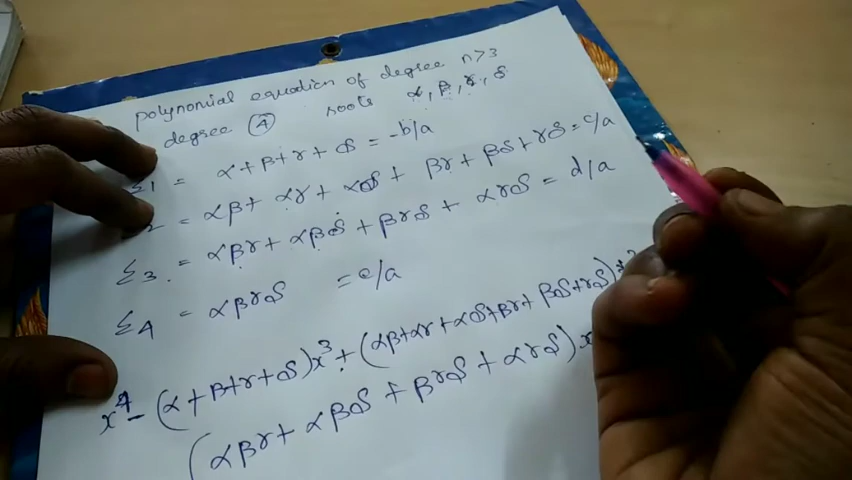 polynomial equation of degree n>3
degree 4 roots α, β, γ, δ
Σ1 = α+β+γ+δ = -b/a
= αβ+ αγ+ αδ+ βγ+ βδ+γδ=c/a
Σ3 = αβγ+αβδ+βγδ+ αγδ= d/a
Σ4 = αβγδ =e/a
x⁴-(α+β+γ+δ)x³+(αβ+αγ+αδ+βγ+βδ+γδ)x²
(αβγ+ αβδ+βγδ+αγδ)x